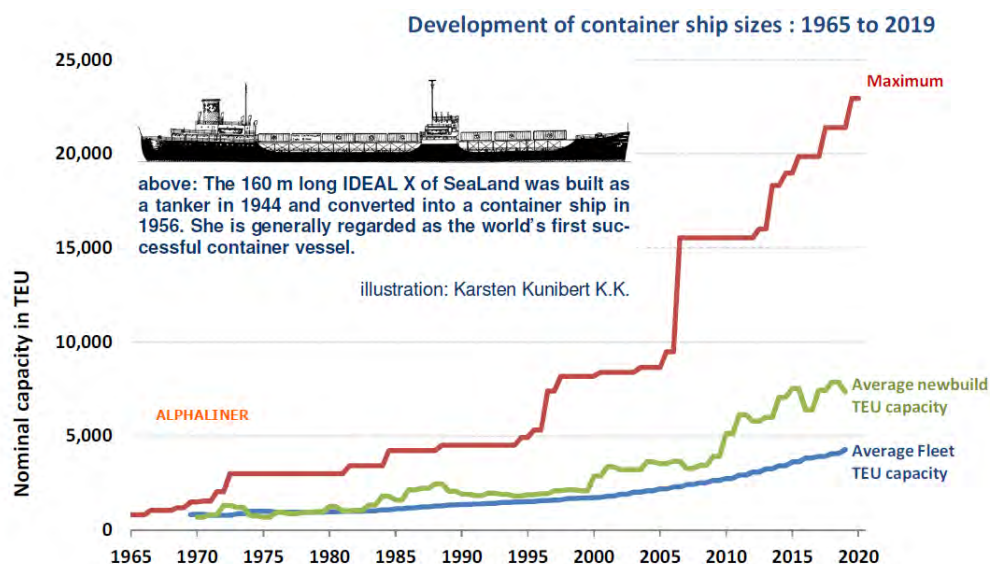 Development of container ship sizes : 1965 to 2019
25,000
Maximum
20,000
above: The 160 m long IDEAL X of SeaLand was built as
a tanker in 1944 and converted into a container ship in
1956. She is generally regarded as the world's first suc-
cessful container vessel.
15,000
illustration: Karsten Kunibert K.K.
Nominal capacity in TEU
10,000
Average newbuild
TEU capacity
ALPHALINER
5,000
Average Fleet
TEU capacity
0
1965 1970 1975 1980 1985 1990 1995 2000 2005 2010 2015 2020